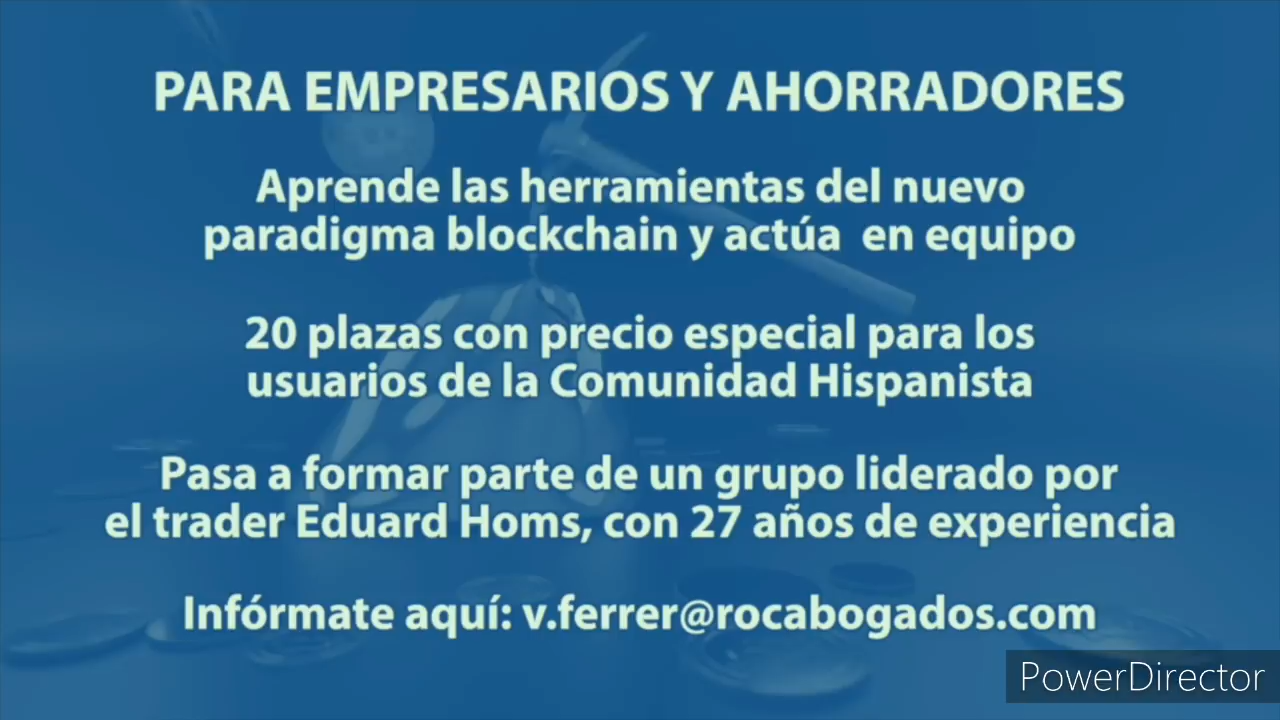 PARA EMPRESARIOS Y AHORRADORES
Aprende las herramientas del nuevo
paradigma blockchain y actúa en equipo
20 plazas con precio especial para los
usuarios de la Comunidad Hispanista
Pasa a formar parte de un grupo liderado por
el trader Eduard Homs, con 27 años de experiencia
Infórmate aquí: v.ferrer@rocabogados.com
PowerDirector